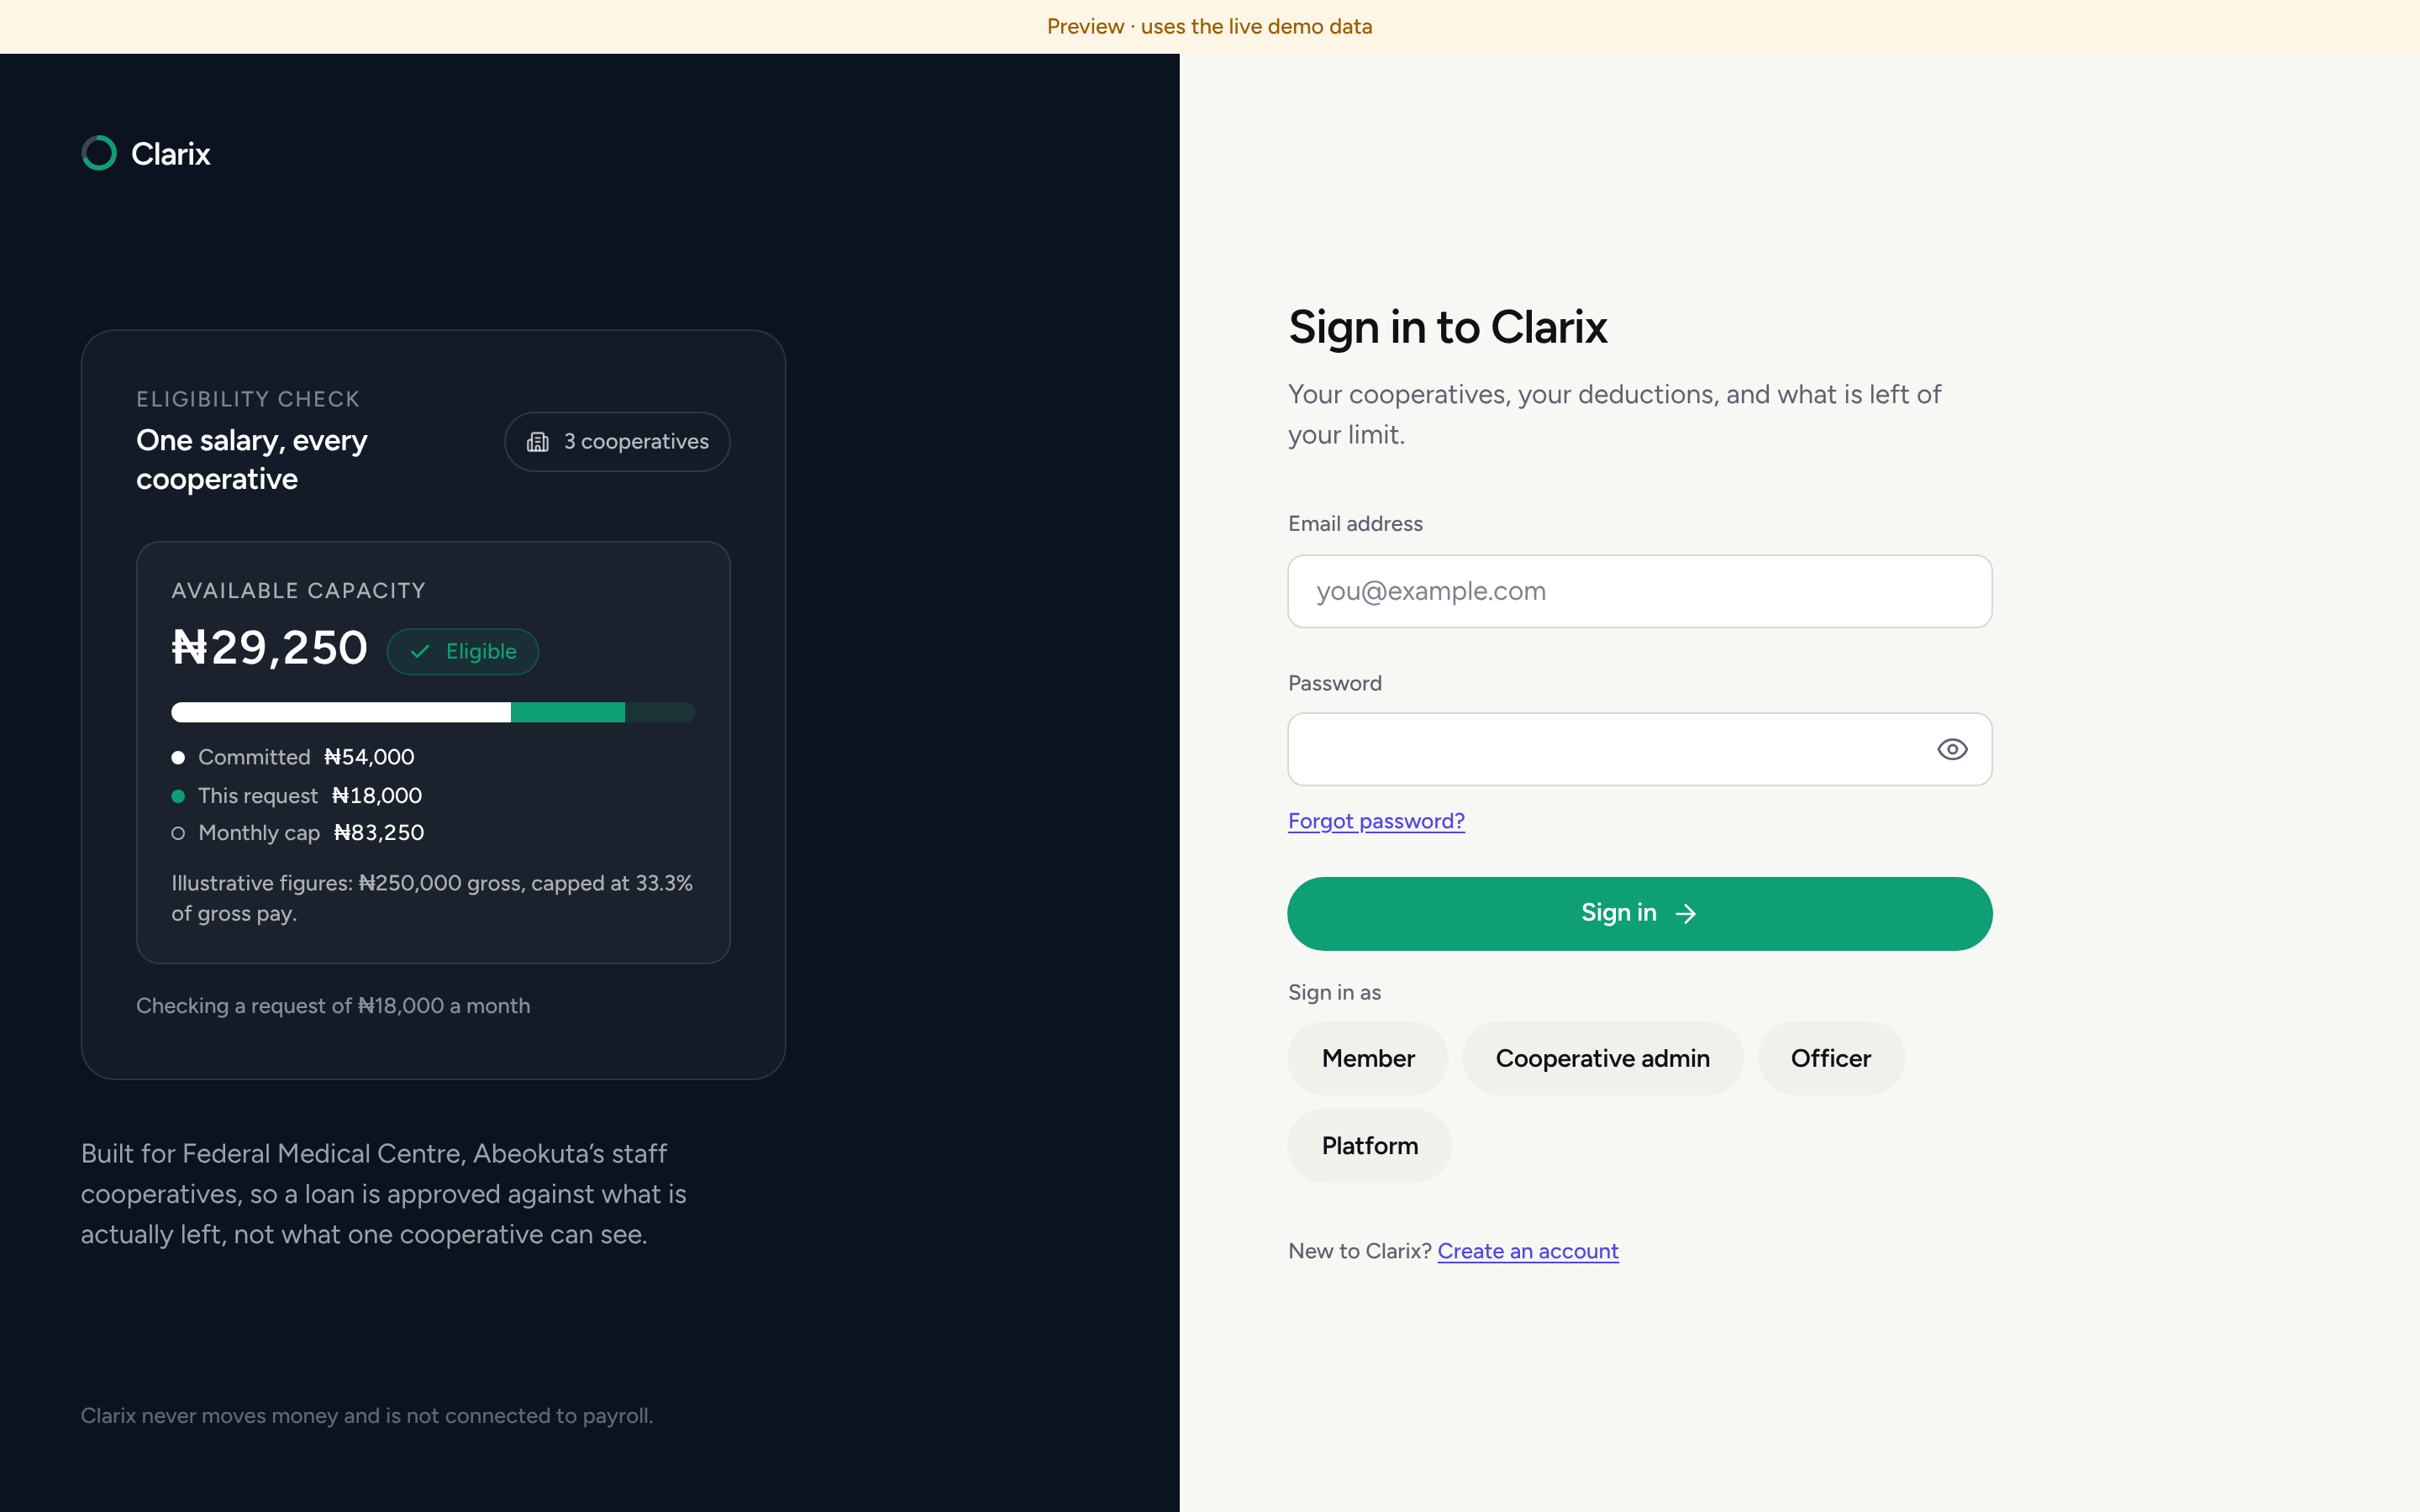 Preview · uses the live demo data
Clarix
ELIGIBILITY CHECK
One salary, every
cooperative
3 cooperatives
AVAILABLE CAPACITY
₦29,250
Eligible
Committed ₦54,000
This request ₦18,000
Monthly cap ₦83,250
Illustrative figures: ₦250,000 gross, capped at 33.3%
of gross pay.
Checking a request of ₦18,000 a month
Built for Federal Medical Centre, Abeokuta’s staff
cooperatives, so a loan is approved against what is
actually left, not what one cooperative can see.
Clarix never moves money and is not connected to payroll.
Sign in to Clarix
Your cooperatives, your deductions, and what is left of
your limit.
Email address
you@example.com
Password
Forgot password?
Sign in
Sign in as
Member
Cooperative admin
Officer
Platform
New to Clarix? Create an account